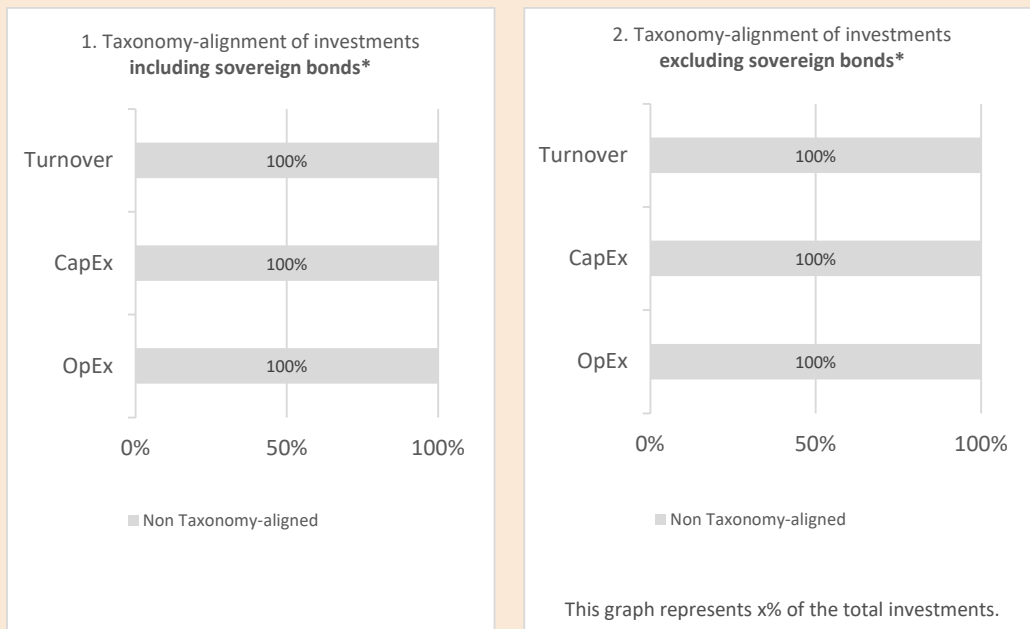 1. Taxonomy-alignment of investments
including sovereign bonds*
Turnover
100%
CapEx
100%
OpEx
100%
0%
50%
100%
Non Taxonomy-aligned
2. Taxonomy-alignment of investments
excluding sovereign bonds*
Turnover
100%
CapEx
100%
OpEx
100%
0%
50%
100%
Non Taxonomy-aligned
This graph represents x% of the total investments.